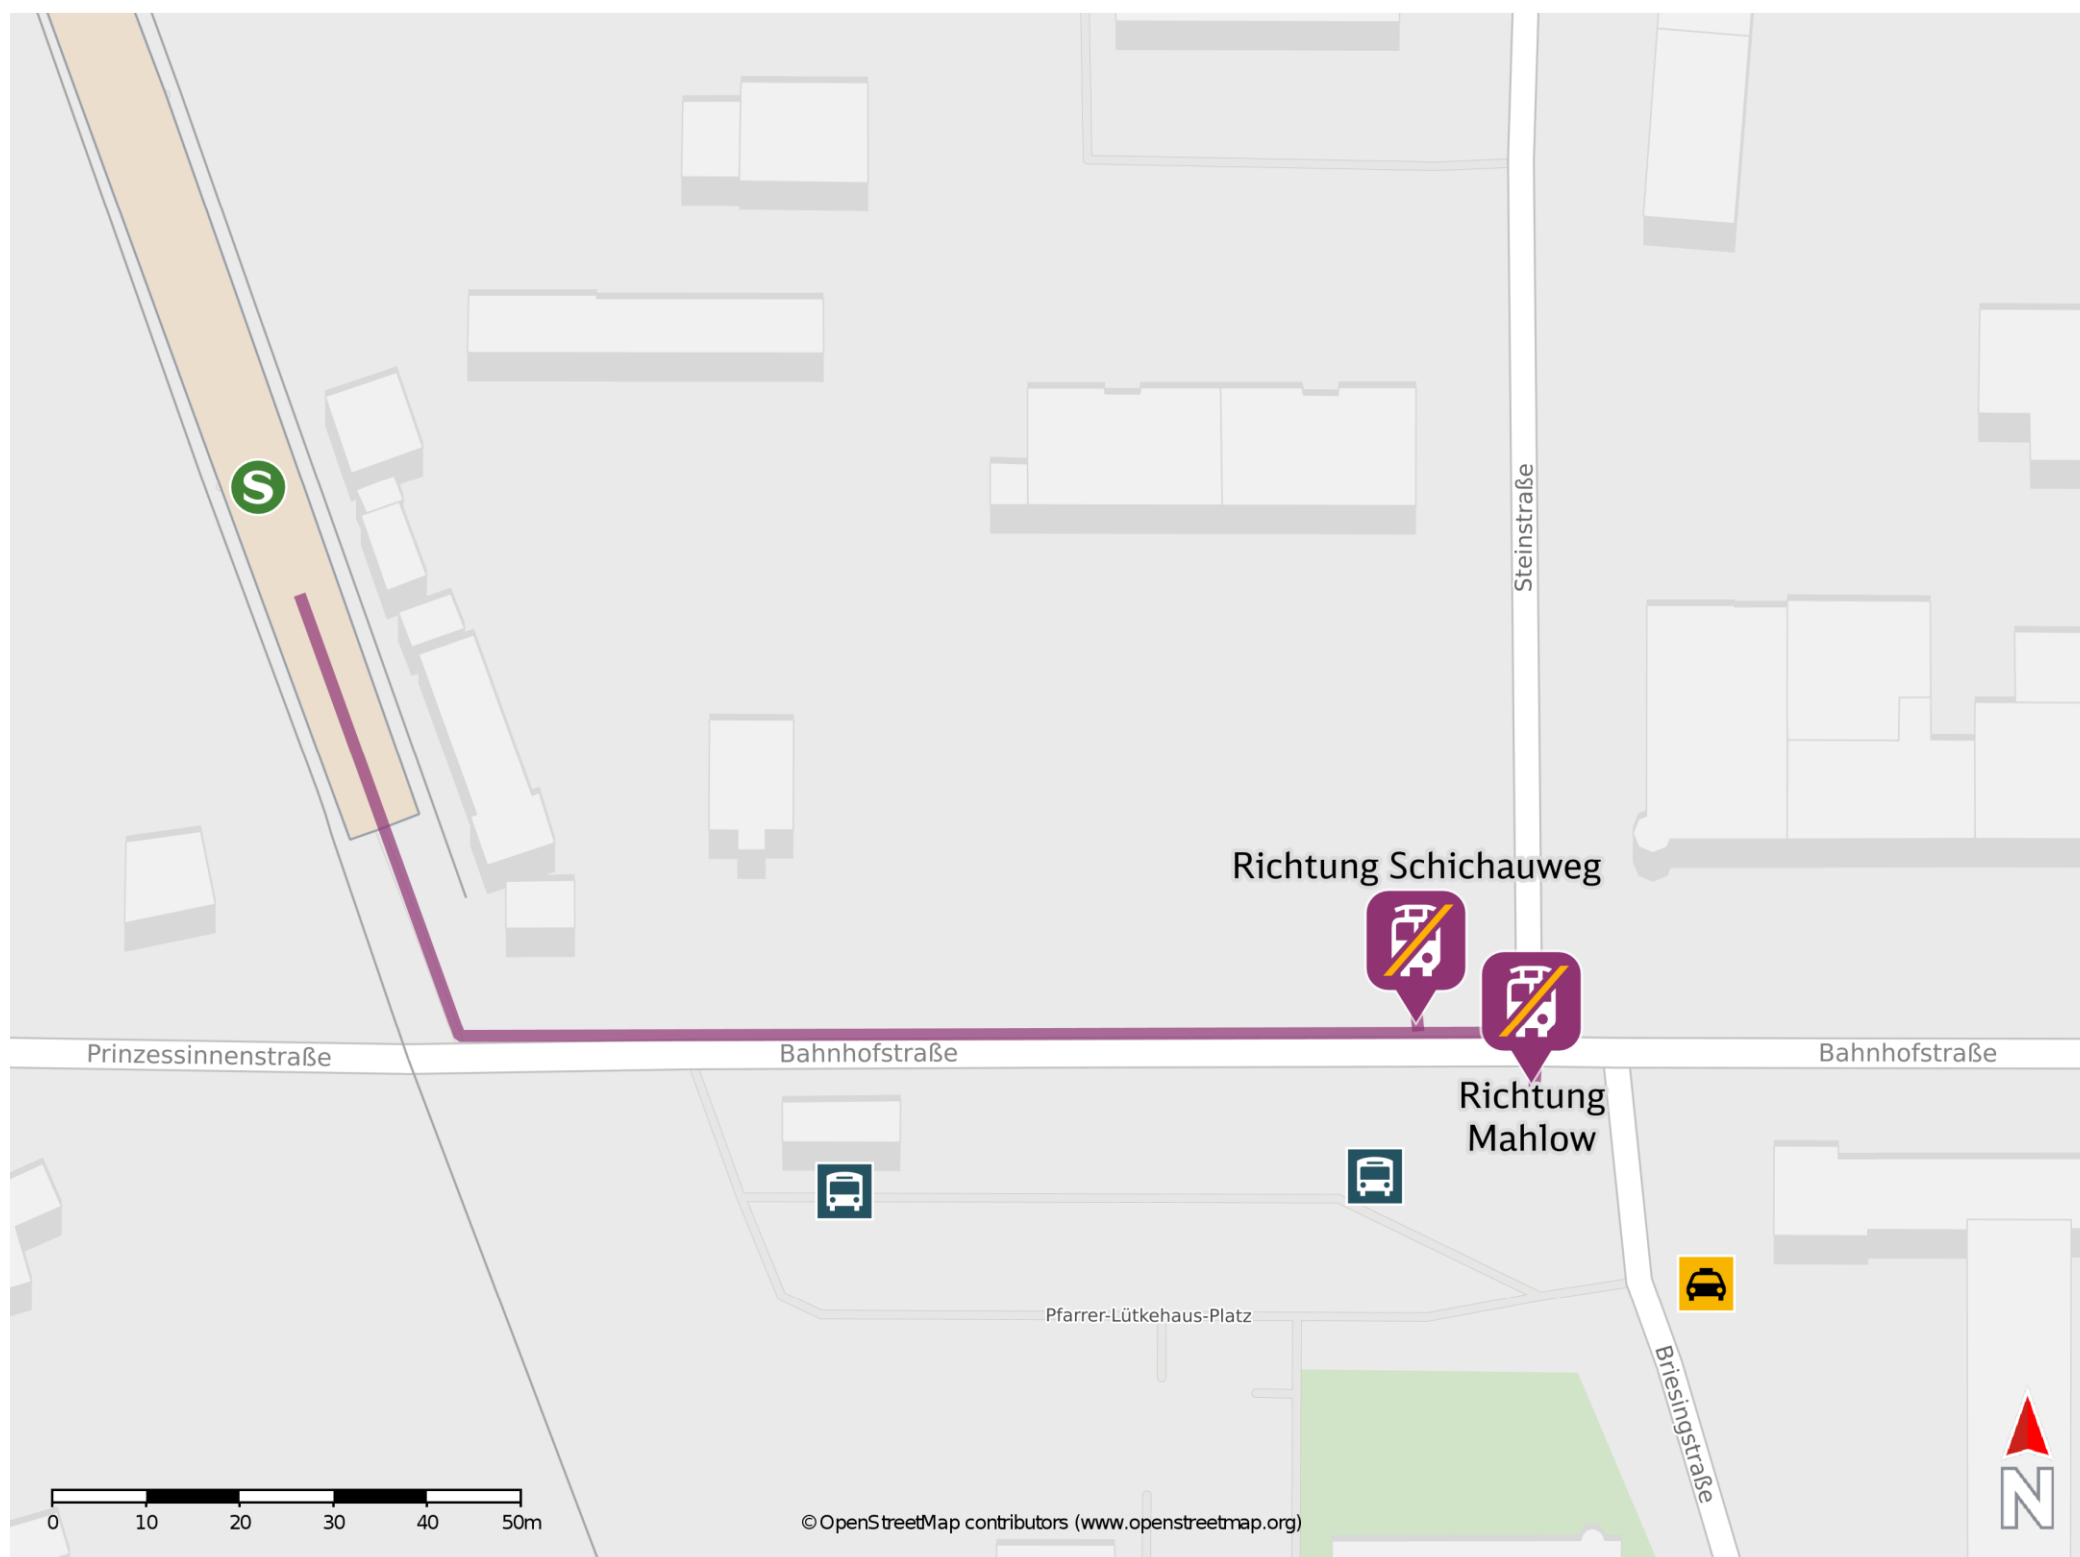 S
Steinstraße
Richtung Schichauweg
Prinzessinnenstraße
Bahnhofstraße
Bahnhofstraße
Richtung
Mahlow
Pfarrer-Lütkehaus-Platz
Briesingstraße
N
0 10 20 30 40 50m
© OpenStreetMap contributors (www.openstreetmap.org)